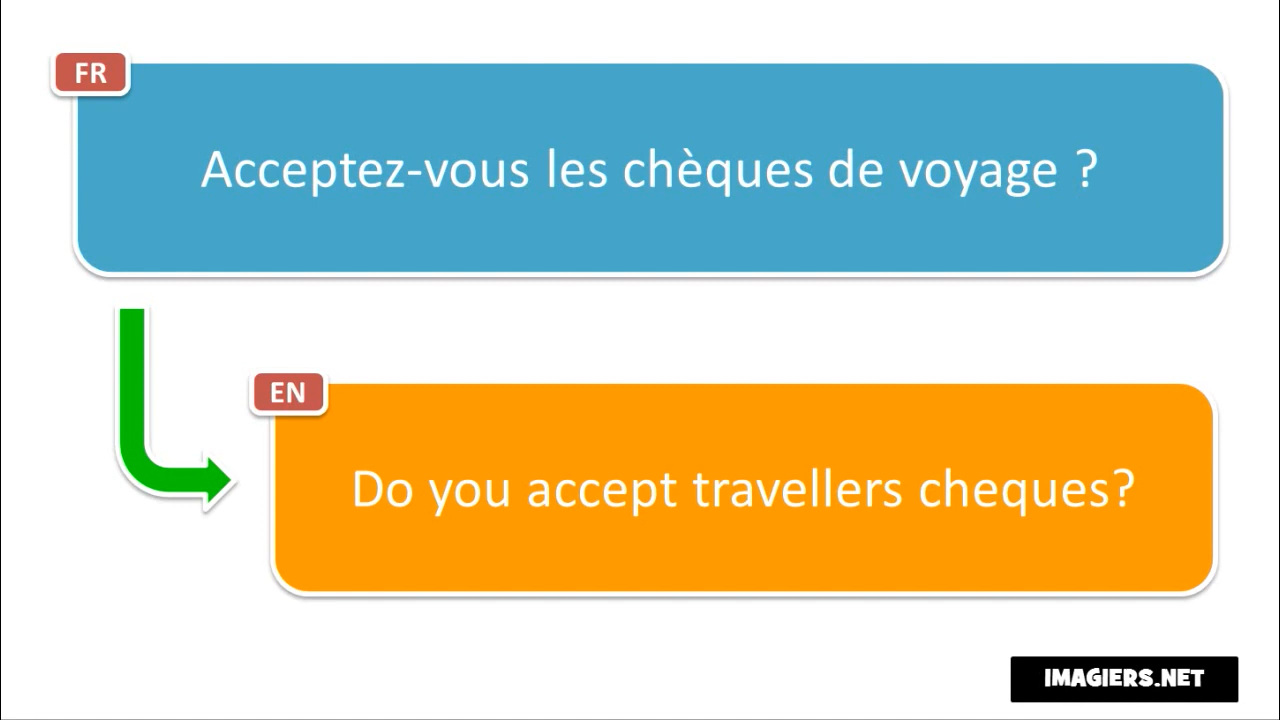 FR
Acceptez-vous les chèques de voyage ?
EN
Do you accept travellers cheques?
IMAGIERS.NET